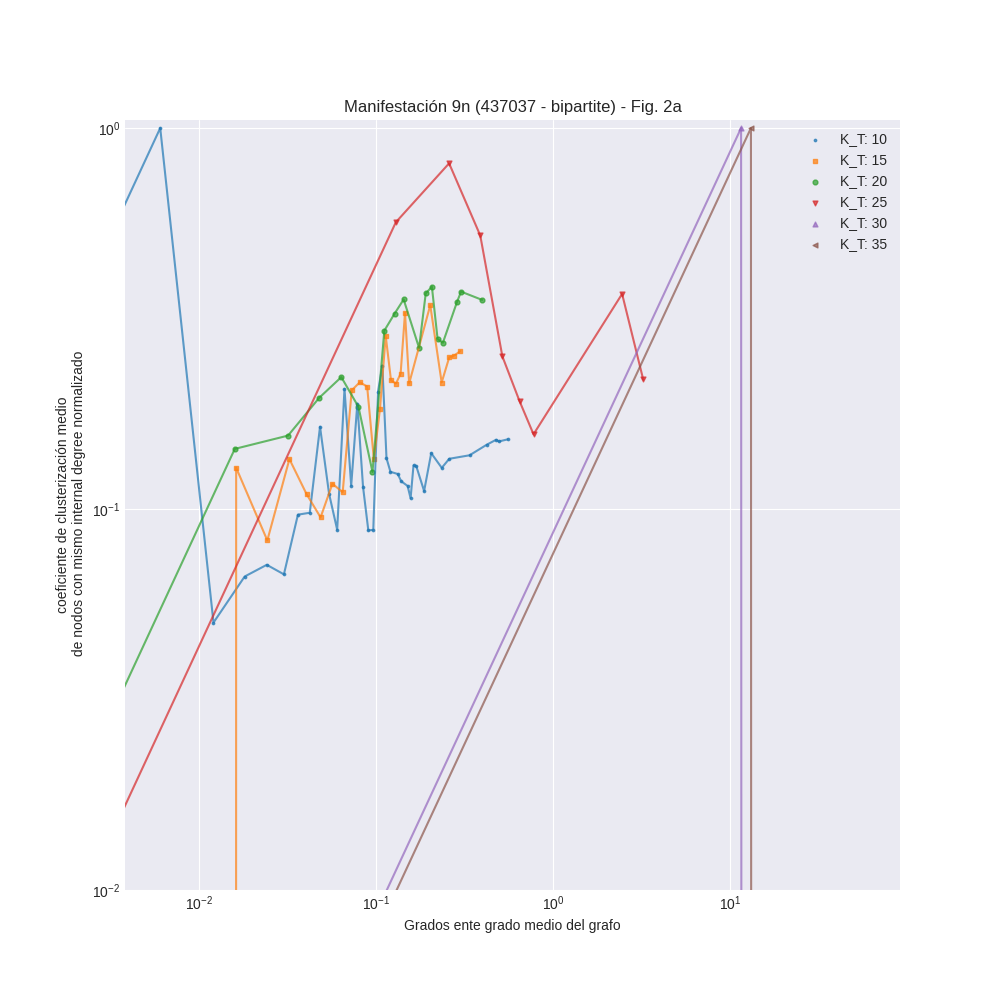 Manifestación 9n (437037 - bipartite) - Fig. 2a
10⁰
10⁻¹
10⁻²
coeficiente de clusterización medio
de nodos con mismo internal degree normalizado
K_T: 10
K_T: 15
K_T: 20
K_T: 25
K_T: 30
K_T: 35
10⁻²
10⁻¹
10⁰
10¹
Grados ente grado medio del grafo